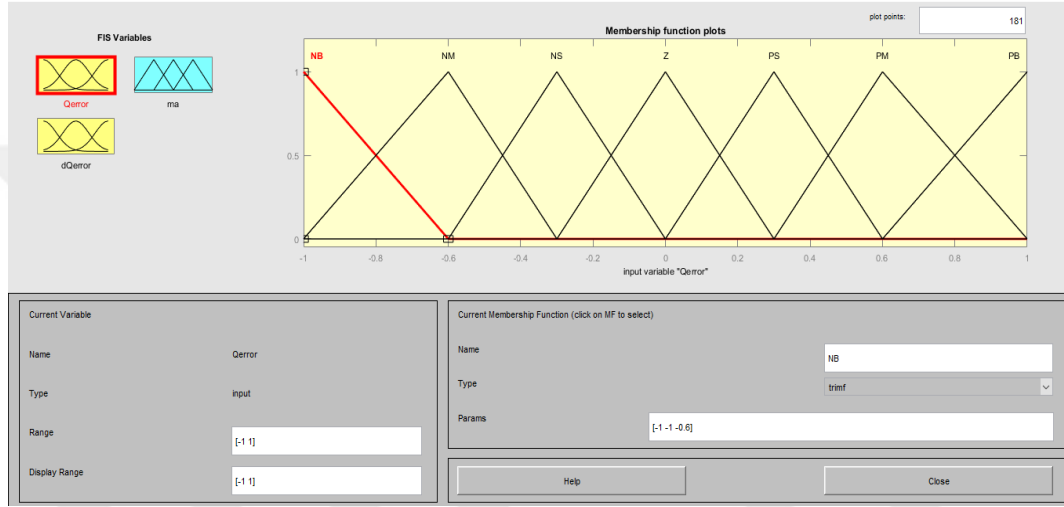 plot points:
181
FIS Variables
Membership function plots
Qerror
ma
dQerror
NB
NM
NS
Z
PS
PM
PB
1
0.5
0
-1
-0.8
-0.6
-0.4
-0.2
0
0.2
0.4
0.6
0.8
1
input variable "Qerror"
Current Variable
Name
Qerror
Type
input
Range
[-1 1]
Display Range
[-1 1]
Current Membership Function (click on MF to select)
Name
NB
Type
trimf
Params
[-1 -1 -0.6]
Help
Close